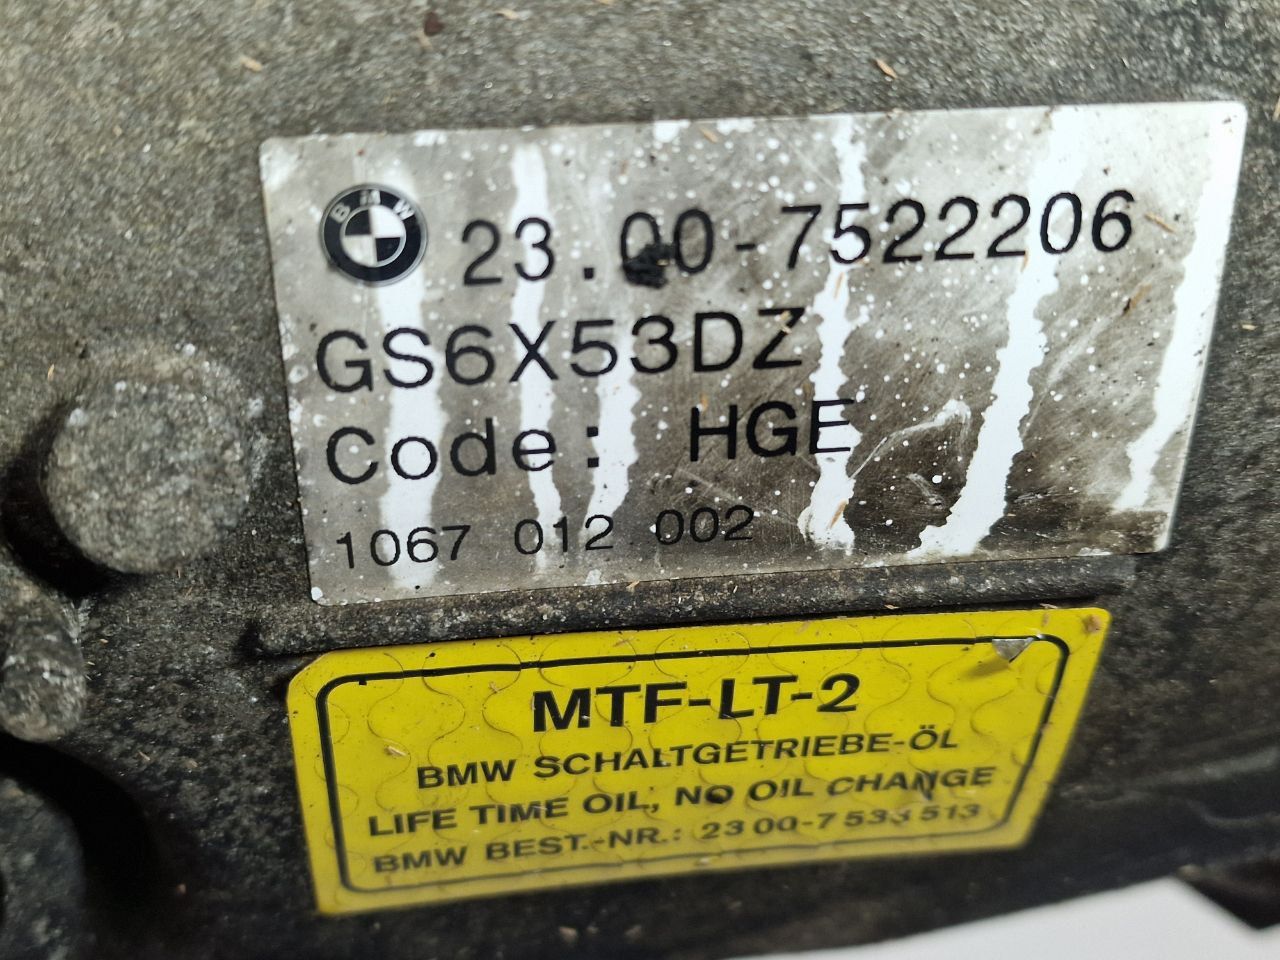 BMW
23.00-7522206
GS6X53DZ
Code: HGE
1067 012 002
MTF-LT-2
BMW SCHALTGETRIEBE-ÖL
LIFE TIME OIL, NO OIL CHANGE
BMW BEST.-NR.: 23 00-7 533 513